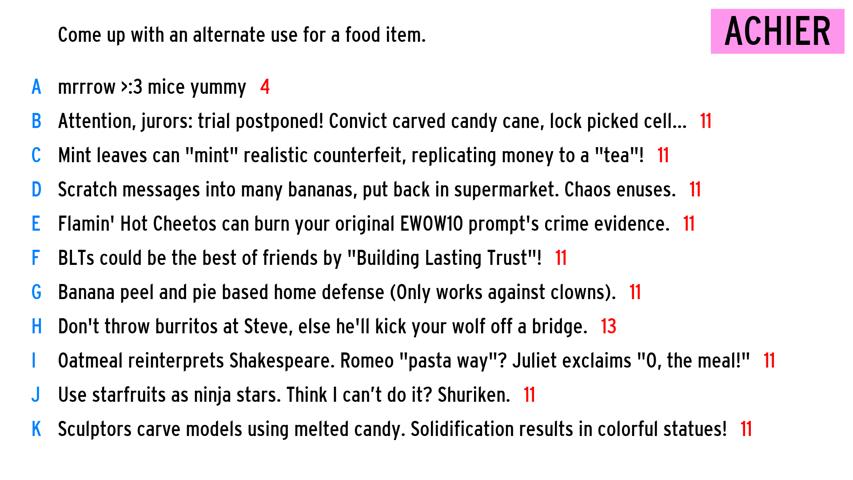 Come up with an alternate use for a food item.
ACHIER
A mrrrow >:3 mice yummy 4
B Attention, jurors: trial postponed! Convict carved candy cane, lock picked cell... 11
C Mint leaves can "mint" realistic counterfeit, replicating money to a "tea"! 11
D Scratch messages into many bananas, put back in supermarket. Chaos enuses. 11
E Flamin' Hot Cheetos can burn your original EWOW10 prompt's crime evidence. 11
F BLTs could be the best of friends by "Building Lasting Trust"! 11
G Banana peel and pie based home defense (Only works against clowns). 11
H Don't throw burritos at Steve, else he'll kick your wolf off a bridge. 13
I Oatmeal reinterprets Shakespeare. Romeo "pasta way"? Juliet exclaims "O, the meal!" 11
J Use starfruits as ninja stars. Think I can’t do it? Shuriken. 11
K Sculptors carve models using melted candy. Solidification results in colorful statues! 11